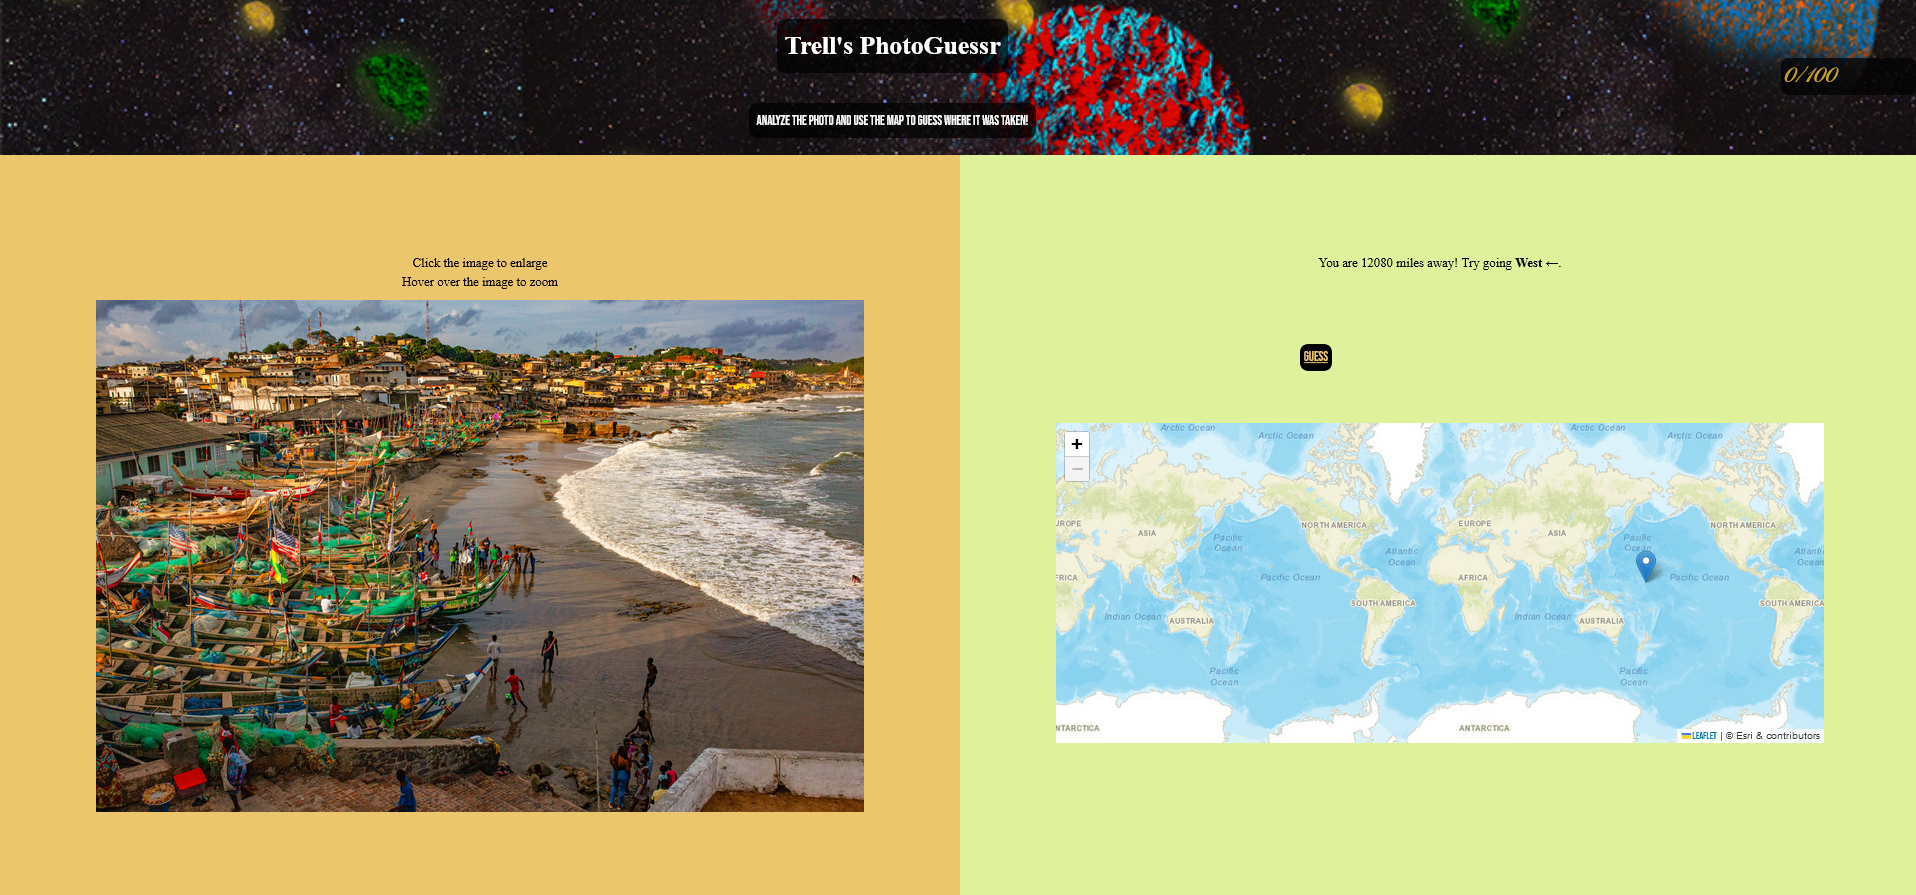 Trell's PhotoGuessr
0/100
ANALYZE THE PHOTO AND USE THE MAP TO GUESS WHERE IT WAS TAKEN!
Click the image to enlarge
Hover over the image to zoom
You are 12080 miles away! Try going West ←.
GUESS
+
−
Arctic Ocean
Arctic Ocean
Arctic Ocean
Arctic Ocean
UROPE
ASIA
NORTH AMERICA
EUROPE
ASIA
NORTH AMERICA
Pacific
Ocean
Atlantic
Ocean
Pacific
Ocean
Atlanti
Ocean
FRICA
Pacific Ocean
AFRICA
Pacific Ocean
SOUTH AMERICA
SOUTH AMERICA
Indian Ocean
AUSTRALIA
Indian Ocean
AUSTRALIA
Pacific
Ocean
Pacific
Ocean
NTARCTICA
ANTARCTICA
LEAFLET | © Esri & contributors